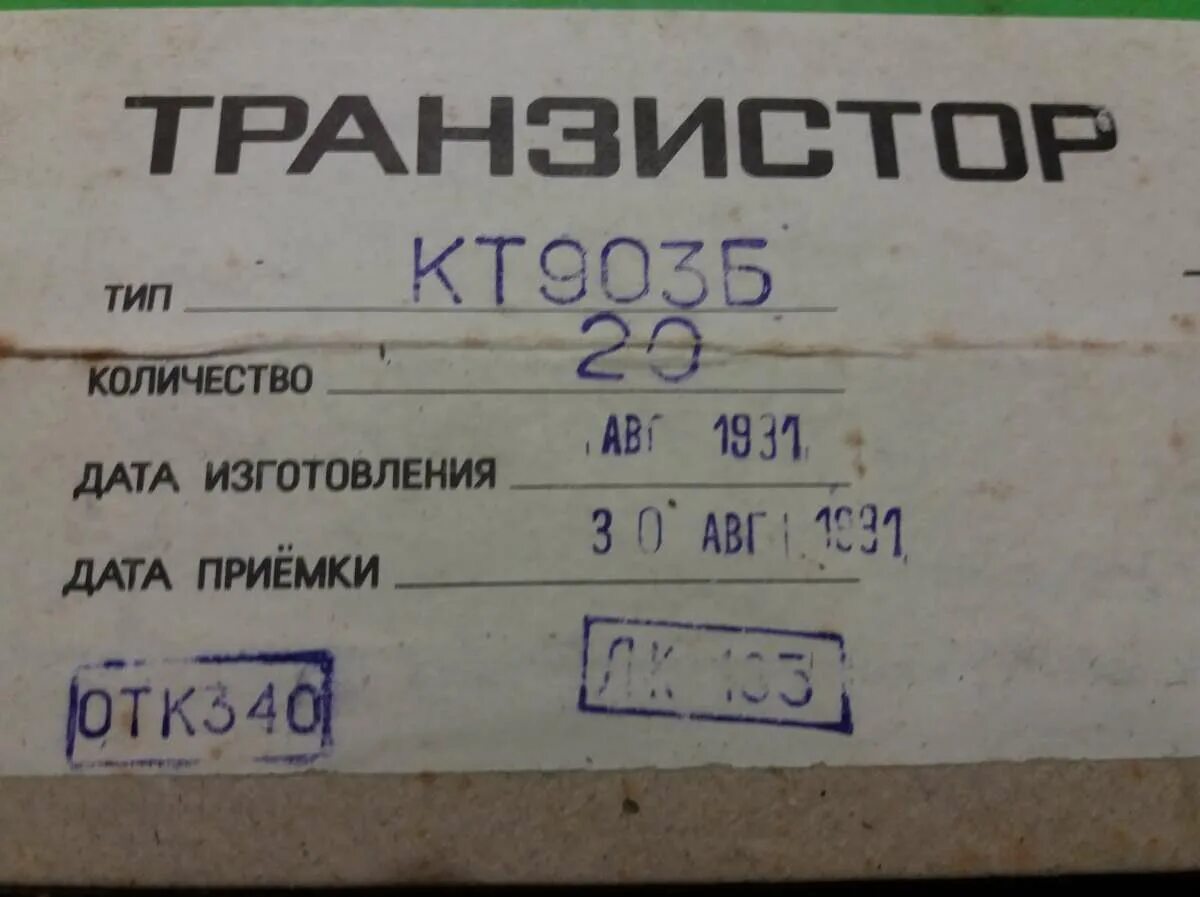 ТРАНЗИСТОР
ТИП КТ903Б
КОЛИЧЕСТВО 20
ДАТА ИЗГОТОВЛЕНИЯ АВГ 1991
ДАТА ПРИЁМКИ 30 АВГ 1991
ОТК340